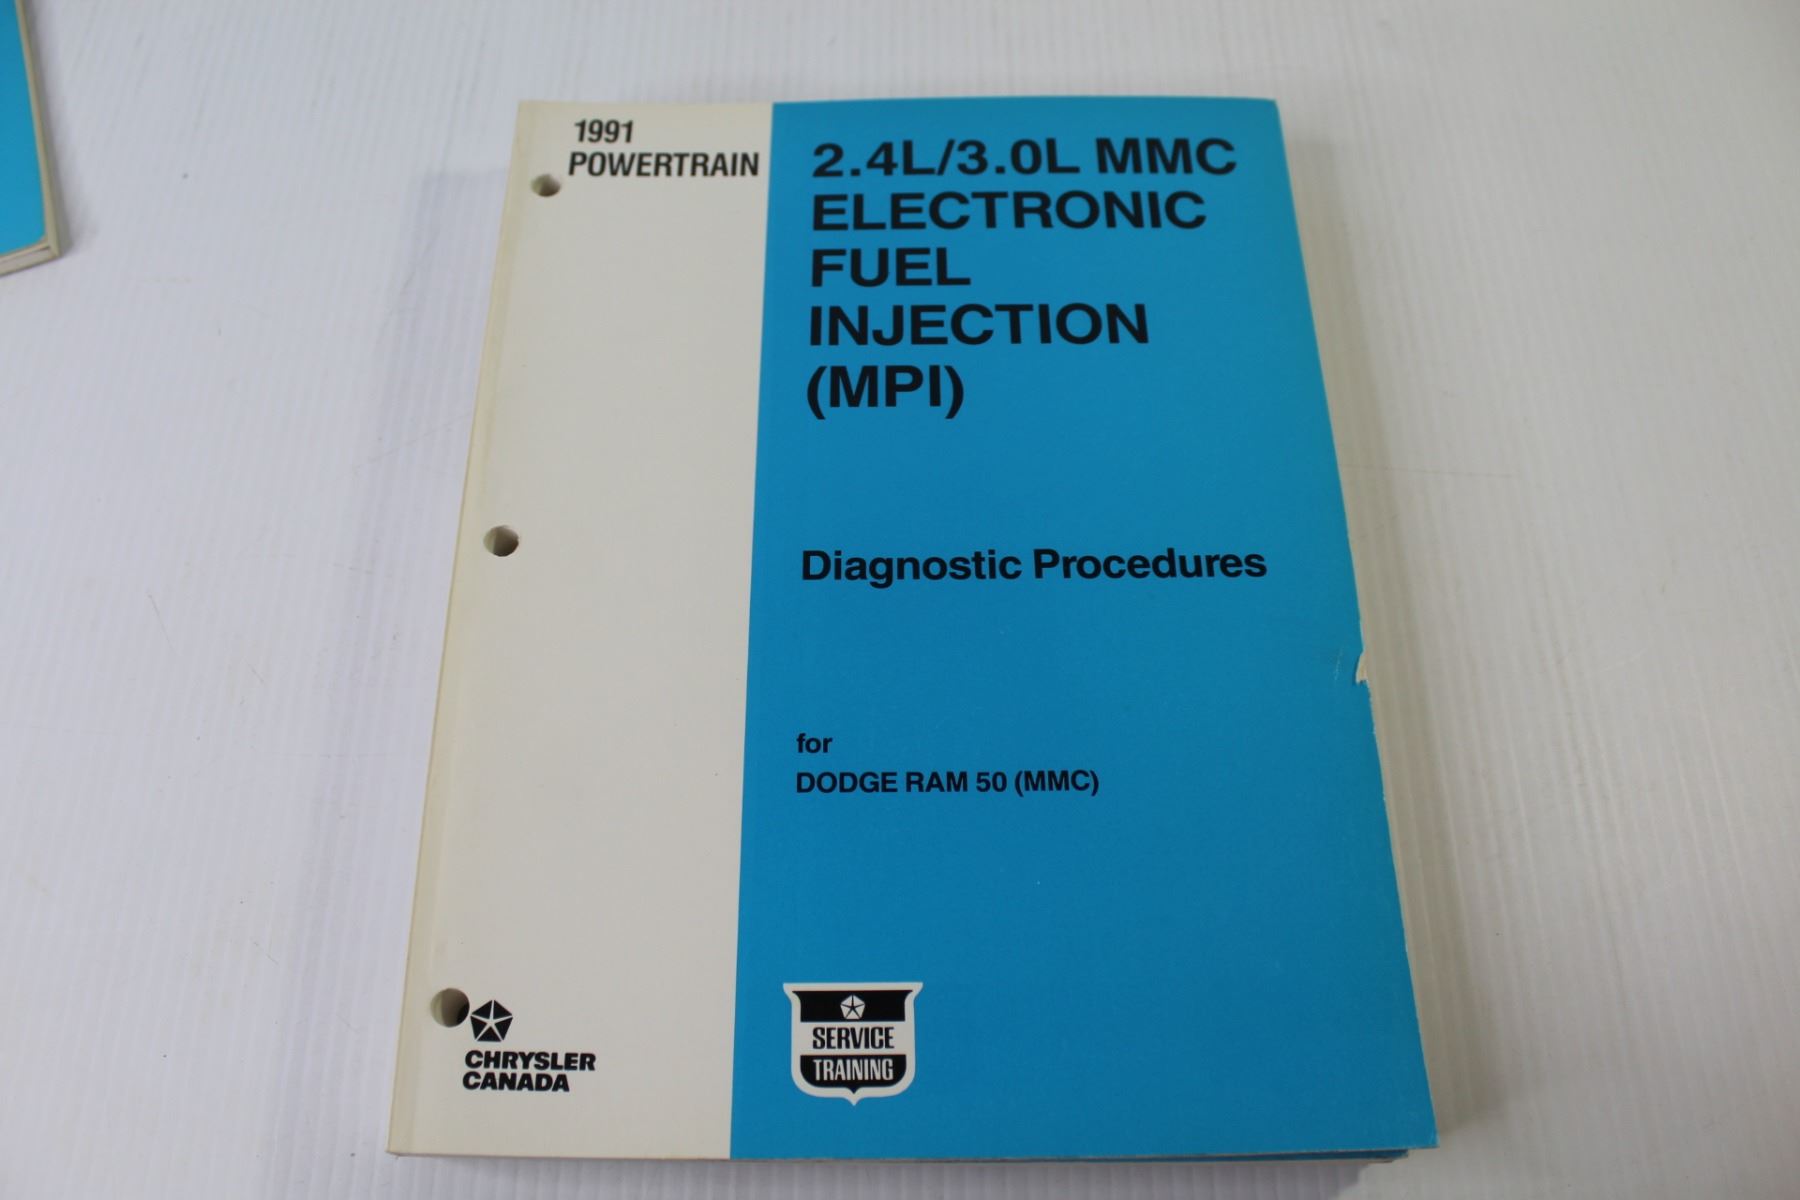 1991
POWERTRAIN
2.4L/3.0L MMC
ELECTRONIC
FUEL
INJECTION
(MPI)
Diagnostic Procedures
for
DODGE RAM 50 (MMC)
CHRYSLER
CANADA
SERVICE
TRAINING